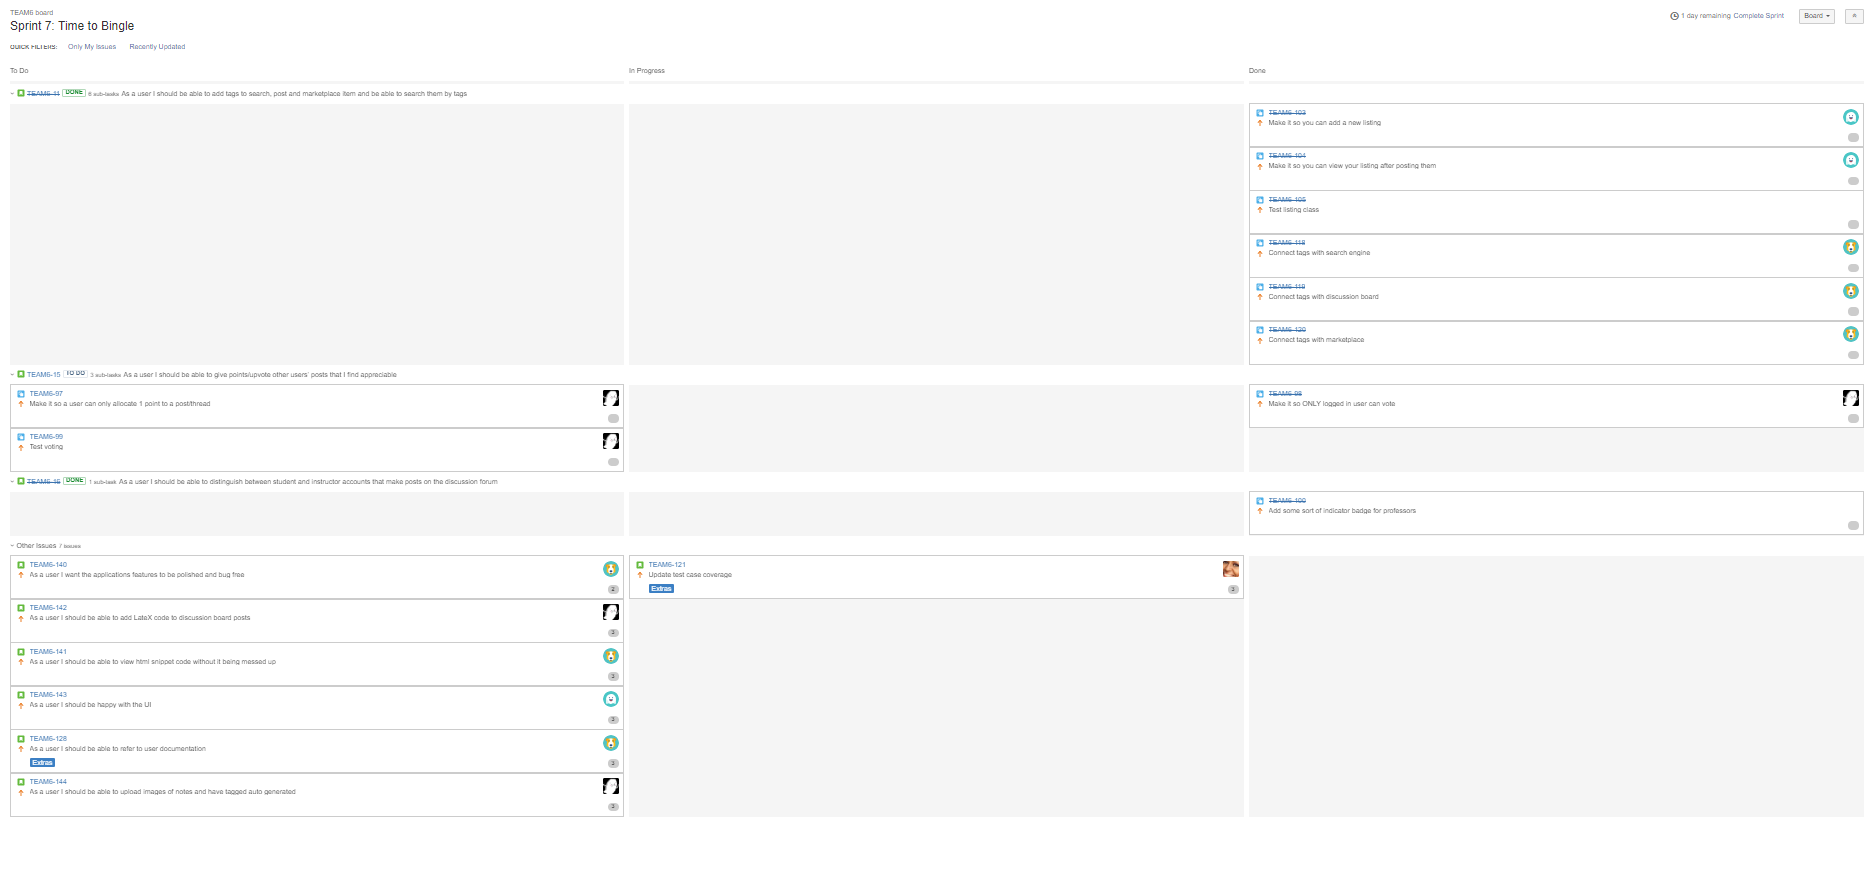 TEAM6 board
Sprint 7: Time to Bingle
1 day remaining Complete Sprint Board
QUICK FILTERS: Only My Issues Recently Updated
To Do In Progress Done
TEAM6-11 DONE 6 sub-tasks As a user I should be able to add tags to search, post and marketplace item and be able to search them by tags
TEAM6-103
Make it so you can add a new listing
TEAM6-104
Make it so you can view your listing after posting them
TEAM6-105
Test listing class
TEAM6-118
Connect tags with search engine
TEAM6-119
Connect tags with discussion board
TEAM6-120
Connect tags with marketplace
TEAM6-15 TO DO 3 sub-tasks As a user I should be able to give points/upvote other users' posts that I find appreciable
TEAM6-97
Make it so a user can only allocate 1 point to a post/thread
TEAM6-99
Test voting
TEAM6-98
Make it so ONLY logged in user can vote
TEAM6-16 DONE 1 sub-task As a user I should be able to distinguish between student and instructor accounts that make posts on the discussion forum
TEAM6-100
Add some sort of indicator badge for professors
Other Issues 7 issues
TEAM6-140
As a user I want the applications features to be polished and bug free
2
TEAM6-142
As a user I should be able to add LateX code to discussion board posts
3
TEAM6-141
As a user I should be able to view html snippet code without it being messed up
3
TEAM6-143
As a user I should be happy with the UI
2
TEAM6-128
As a user I should be able to refer to user documentation
Extras
3
TEAM6-144
As a user I should be able to upload images of notes and have tagged auto generated
3
TEAM6-121
Update test case coverage
Extras
2